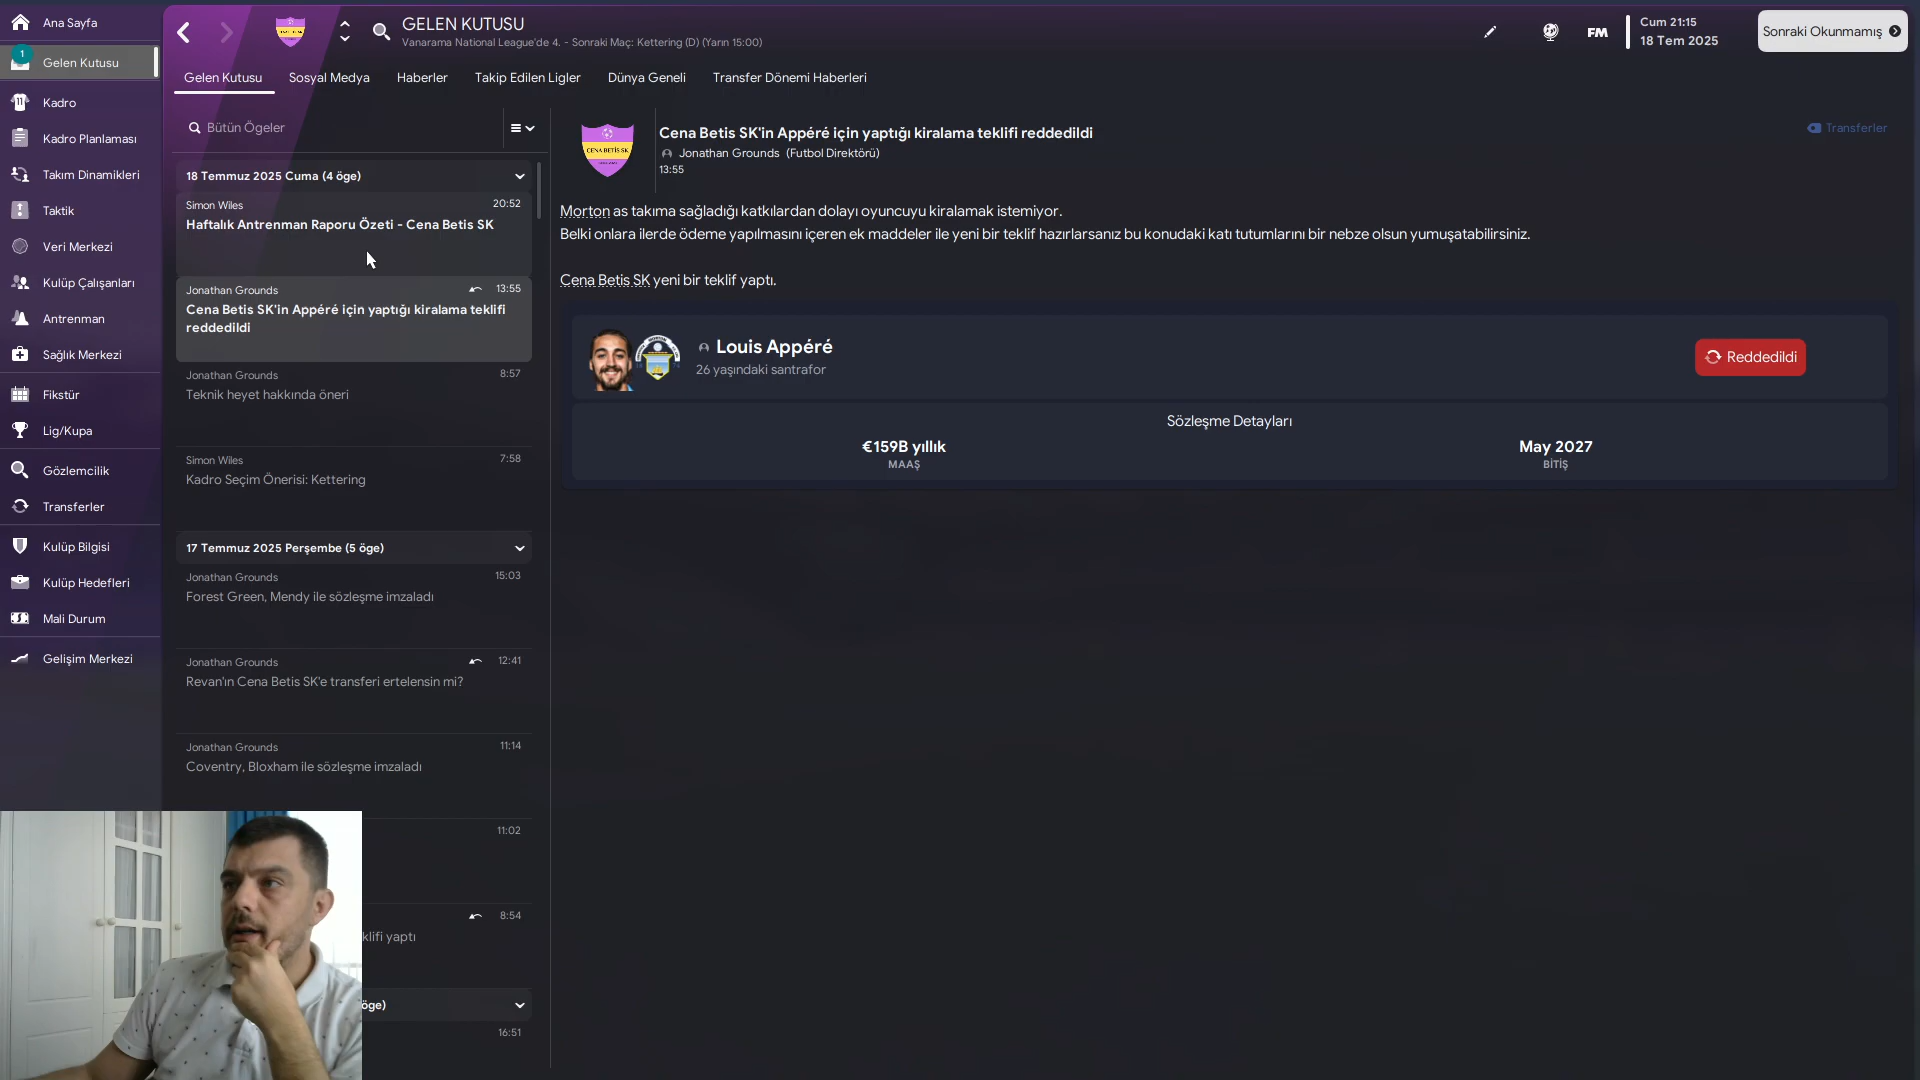 Ana Sayfa
1
Gelen Kutusu
Kadro
Kadro Planlaması
Takım Dinamikleri
Taktik
Veri Merkezi
Kulüp Çalışanları
Antrenman
Sağlık Merkezi
Fikstür
Lig/Kupa
Gözlemcilik
Transferler
Kulüp Bilgisi
Kulüp Hedefleri
Mali Durum
Gelişim Merkezi
GELEN KUTUSU
Vanarama National League'de 4. - Sonraki Maç: Kettering (D) (Yarın 15:00)
FM
Cum 21:15
18 Tem 2025
Sonraki Okunmamış
Gelen Kutusu
Sosyal Medya
Haberler
Takip Edilen Ligler
Dünya Geneli
Transfer Dönemi Haberleri
Bütün Ögeler
18 Temmuz 2025 Cuma (4 öge)
Simon Wiles 20:52
Haftalık Antrenman Raporu Özeti - Cena Betis SK
Jonathan Grounds 13:55
Cena Betis SK'in Appéré için yaptığı kiralama teklifi
reddedildi
Jonathan Grounds 8:57
Teknik heyet hakkında öneri
Simon Wiles 7:58
Kadro Seçim Önerisi: Kettering
17 Temmuz 2025 Perşembe (5 öge)
Jonathan Grounds 15:03
Forest Green, Mendy ile sözleşme imzaladı
Jonathan Grounds 12:41
Revan'ın Cena Betis SK'e transferi ertelensin mi?
Jonathan Grounds 11:14
Coventry, Bloxham ile sözleşme imzaladı
11:02
8:54
klifi yaptı
öge)
16:51
CENA BETİS SK
Cena Betis SK'in Appéré için yaptığı kiralama teklifi reddedildi
Jonathan Grounds (Futbol Direktörü)
13:55
Transferler
Morton as takıma sağladığı katkılardan dolayı oyuncuyu kiralamak istemiyor.
Belki onlara ilerde ödeme yapılmasını içeren ek maddeler ile yeni bir teklif hazırlarsanız bu konudaki katı tutumlarını bir nebze olsun yumuşatabilirsiniz.
Cena Betis SK yeni bir teklif yaptı.
Louis Appéré
26 yaşındaki santrafor
Reddedildi
Sözleşme Detayları
€159B yıllık
MAAŞ
May 2027
BİTİŞ